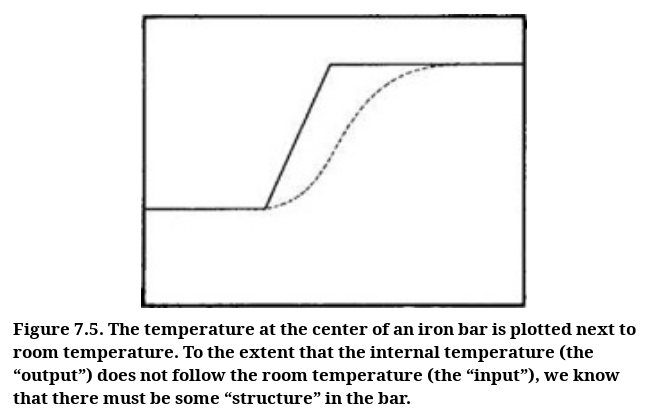 Figure 7.5. The temperature at the center of an iron bar is plotted next to
room temperature. To the extent that the internal temperature (the
“output”) does not follow the room temperature (the “input”), we know
that there must be some “structure” in the bar.